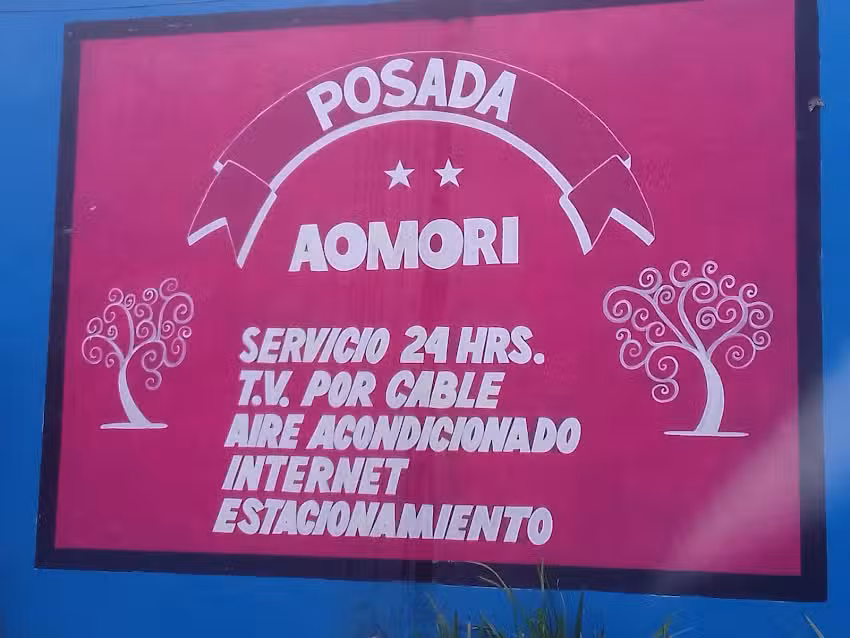 POSADA
AOMORI
SERVICIO 24 HRS.
T.V. POR CABLE
AIRE ACONDICIONADO
INTERNET
ESTACIONAMIENTO